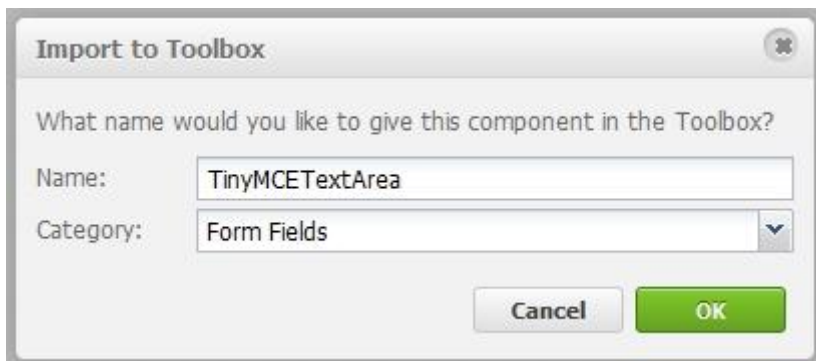 Import to Toolbox
What name would you like to give this component in the Toolbox?
Name: TinyMCETextArea
Category: Form Fields
Cancel OK